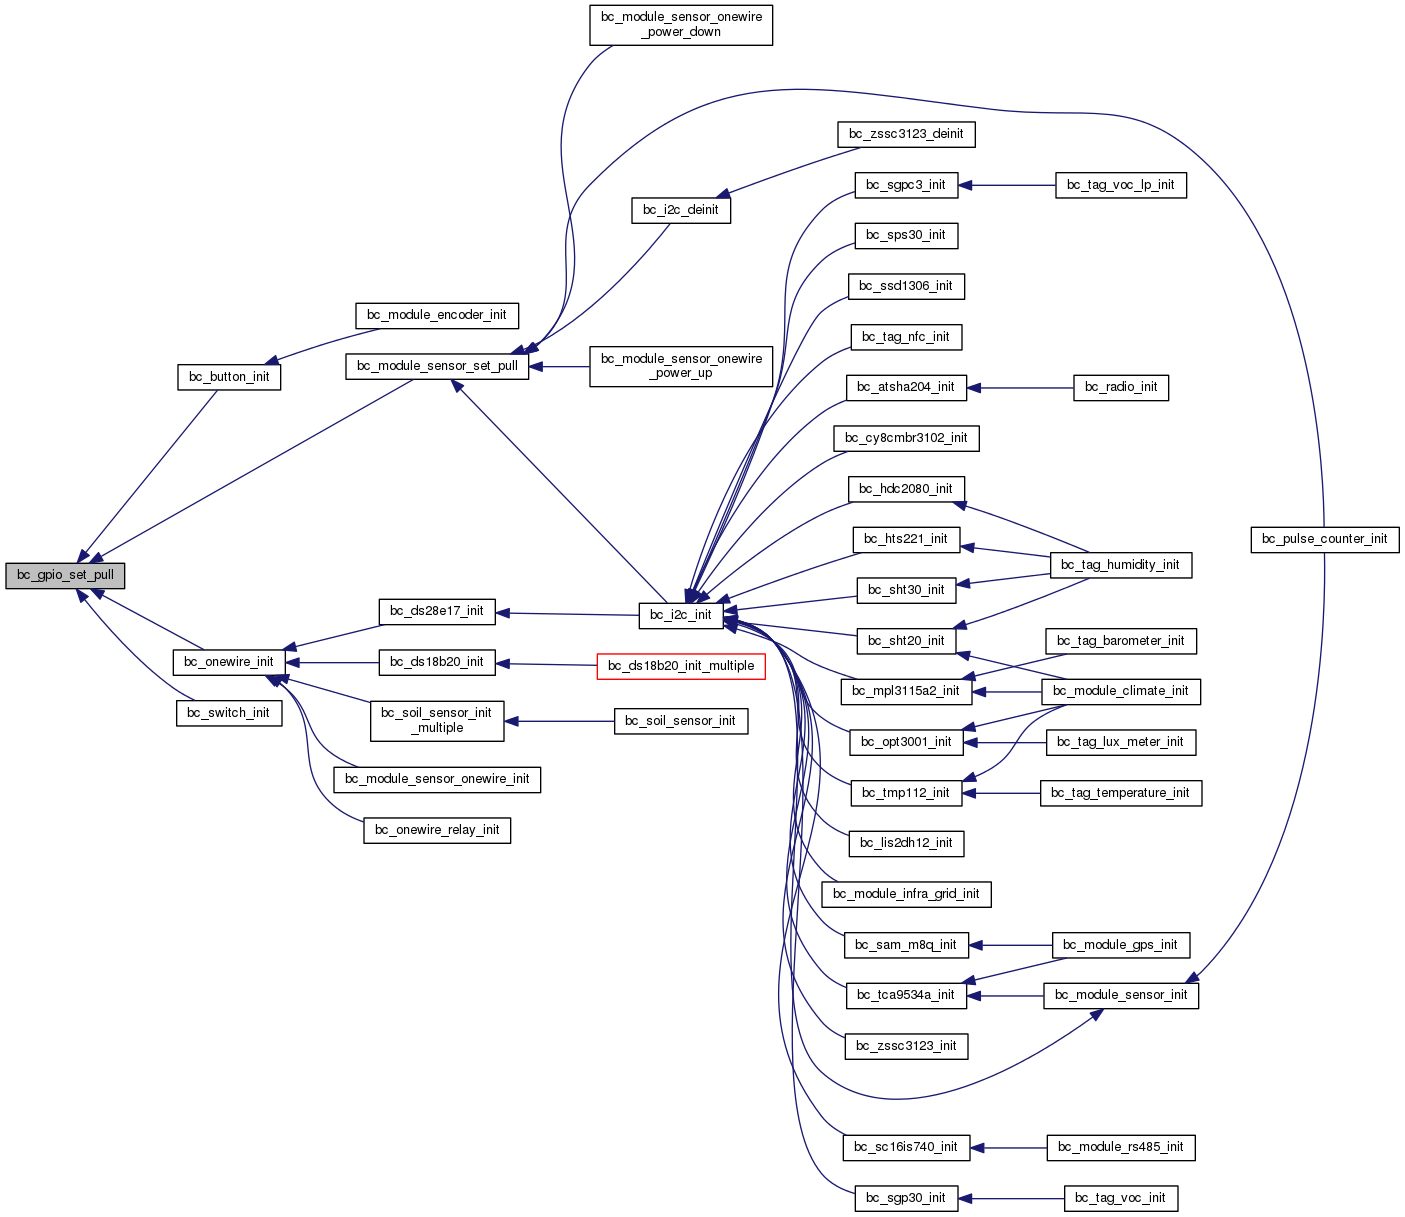 bc_module_sensor_onewire
_power_down
bc_zssc3123_deinit
bc_sgpc3_init
bc_tag_voc_lp_init
bc_i2c_deinit
bc_sps30_init
bc_ssd1306_init
bc_module_encoder_init
bc_tag_nfc_init
bc_module_sensor_set_pull
bc_module_sensor_onewire
_power_up
bc_button_init
bc_atsha204_init
bc_radio_init
bc_cy8cmbr3102_init
bc_hdc2080_init
bc_hts221_init
bc_pulse_counter_init
bc_tag_humidity_init
bc_gpio_set_pull
bc_sht30_init
bc_ds28e17_init
bc_i2c_init
bc_sht20_init
bc_tag_barometer_init
bc_onewire_init
bc_ds18b20_init
bc_ds18b20_init_multiple
bc_mpl3115a2_init
bc_module_climate_init
bc_switch_init
bc_soil_sensor_init
_multiple
bc_soil_sensor_init
bc_opt3001_init
bc_tag_lux_meter_init
bc_module_sensor_onewire_init
bc_tmp112_init
bc_tag_temperature_init
bc_onewire_relay_init
bc_lis2dh12_init
bc_module_infra_grid_init
bc_sam_m8q_init
bc_module_gps_init
bc_tca9534a_init
bc_module_sensor_init
bc_zssc3123_init
bc_sc16is740_init
bc_module_rs485_init
bc_sgp30_init
bc_tag_voc_init